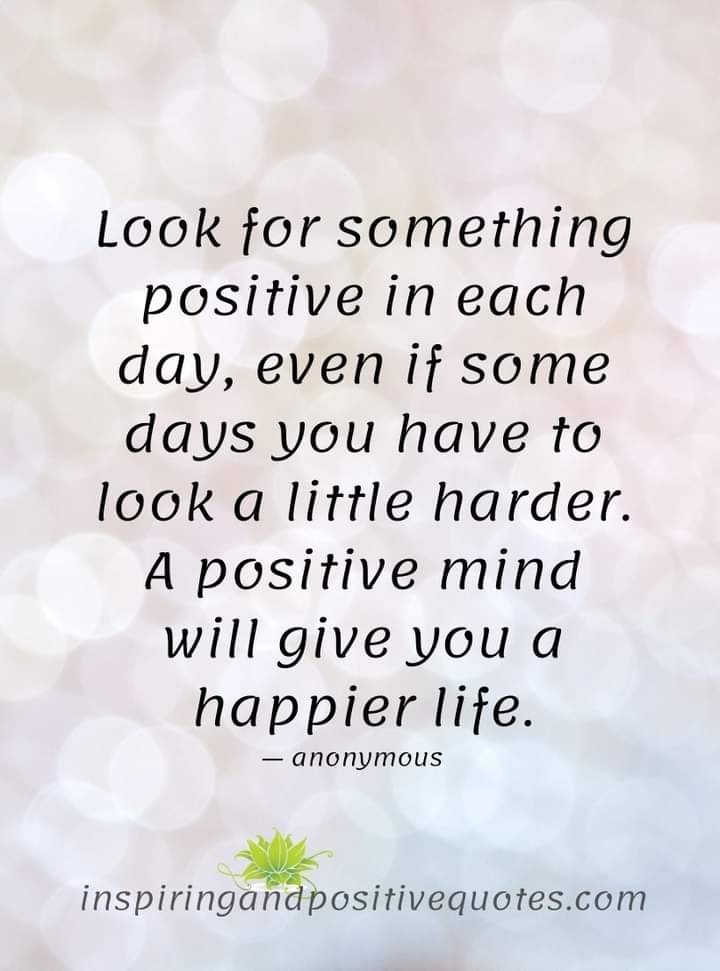 Look for something
positive in each
day, even if some
days you have to
look a little harder.
A positive mind
will give you a
happier life.
— anonymous
inspiringandpositivequotes.com